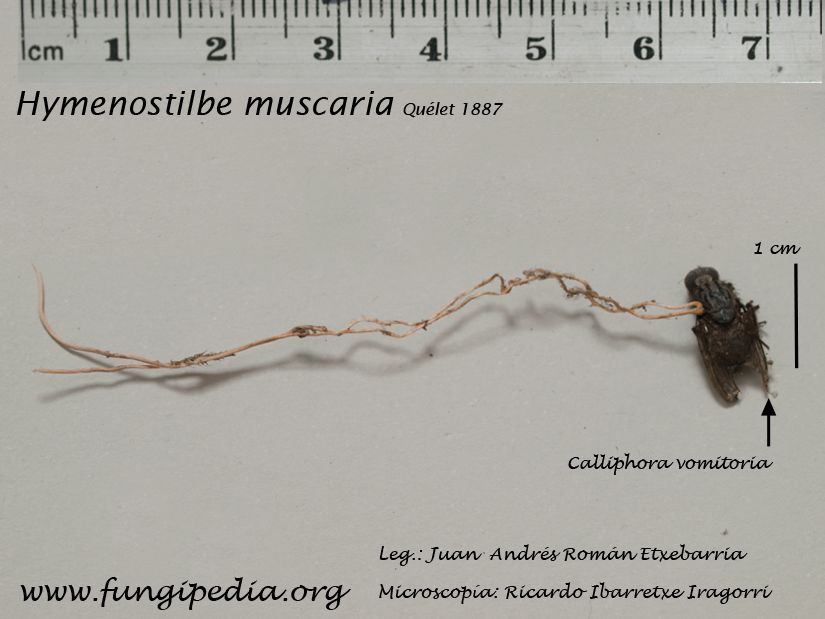 cm 1 2 3 4 5 6 7
Hymenostilbe muscaria Quélet 1887
1 cm
Calliphora vomitoria
Leg.: Juan Andrés Román Etxebarria
www.fungipedia.org
Microscopía: Ricardo Ibarretxe Iragorri